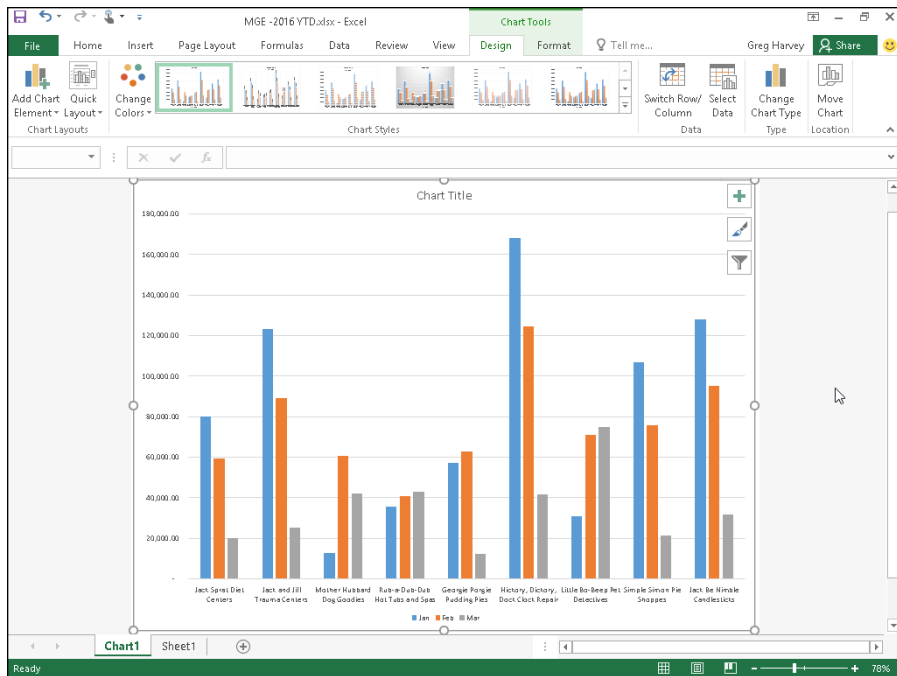 MGE -2016 YTD.xlsx - Excel
Chart Tools
File Home Insert Page Layout Formulas Data Review View Design Format Tell me... Greg Harvey Share
Add Chart Element
Quick Layout
Change Colors
Switch Row/ Column
Select Data
Change Chart Type
Move Chart
Chart Layouts
Chart Styles
Data
Type
Location
fx
Chart Title
180,000.00
160,000.00
140,000.00
120,000.00
100,000.00
80,000.00
60,000.00
40,000.00
20,000.00
-
Jack Sprat Diet Centers
Jack and Jill Trauma Centers
Mother Hubbard Dog Goodies
Rub-a-Dub-Dub Hot Tubs and Spas
Georgie Porgie Pudding Pies
Hickory, Dickory, Dock Clock Repair
Little Bo-Beep Pet Detectives
Simple Simon Pie Shoppes
Jack Be Nimble Candlesticks
Jan Feb Mar
Chart1 Sheet1
Ready
78%